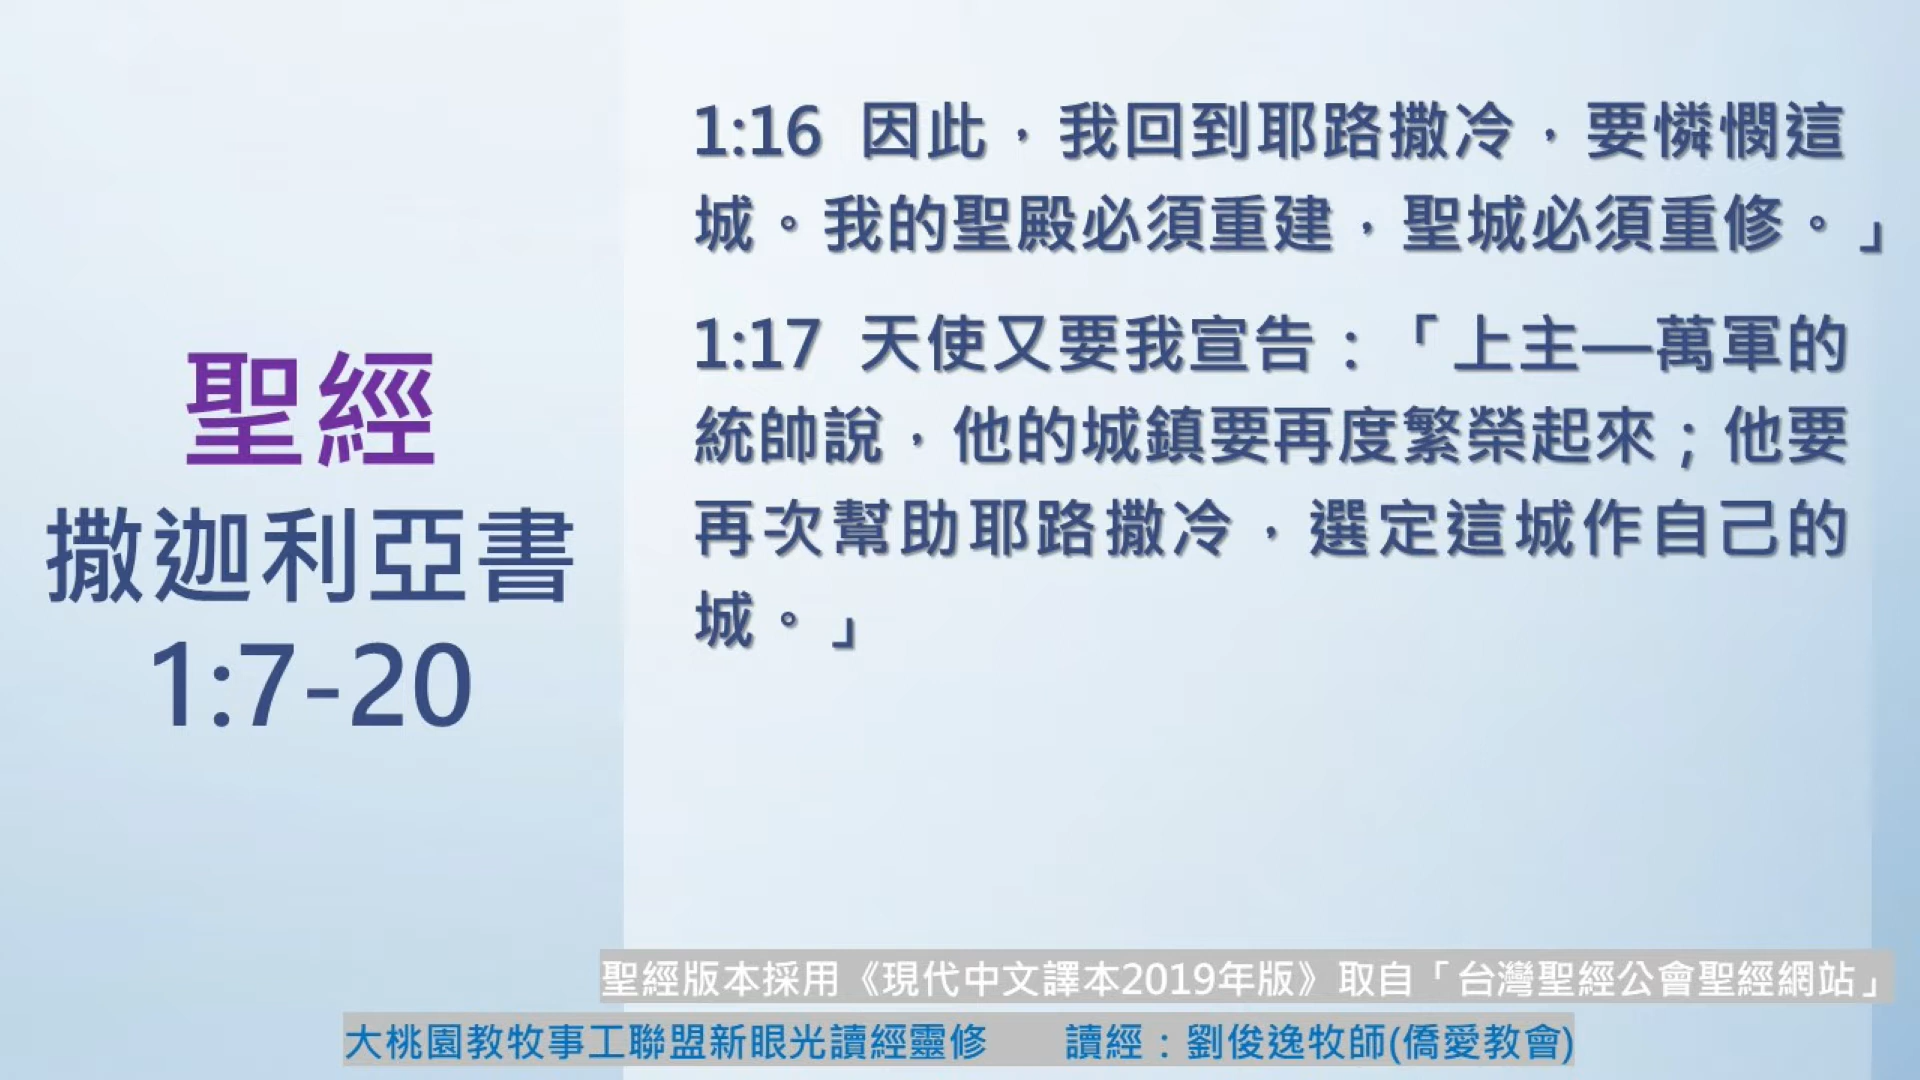 聖經
撒迦利亞書
1:7-20
1:16 因此，我回到耶路撒冷，要憐憫這
城。我的聖殿必須重建，聖城必須重修。」
1:17 天使又要我宣告：「上主—萬軍的
統帥說，他的城鎮要再度繁榮起來；他要
再次幫助耶路撒冷，選定這城作自己的
城。」
聖經版本採用《現代中文譯本2019年版》取自「台灣聖經公會聖經網站」
大桃園教牧事工聯盟新眼光讀經靈修 讀經：劉俊逸牧師(僑愛教會)